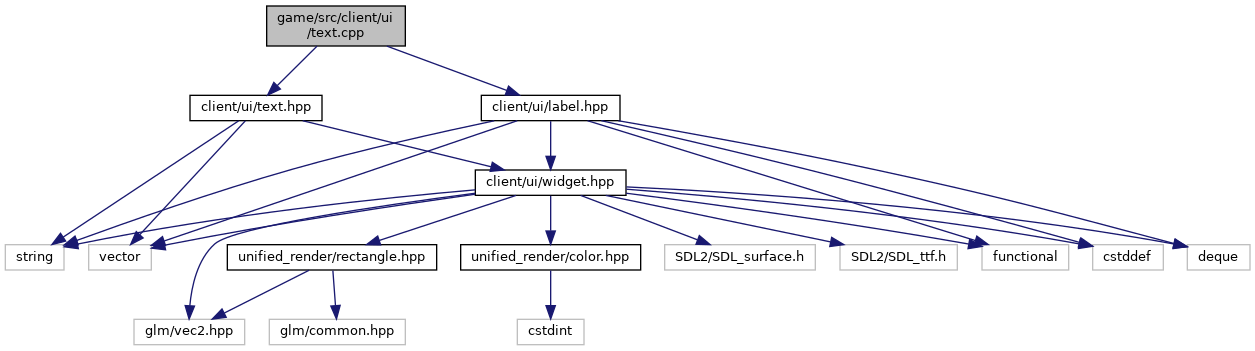 game/src/client/ui
/text.cpp
client/ui/text.hpp
client/ui/label.hpp
client/ui/widget.hpp
string
vector
unified_render/rectangle.hpp
unified_render/color.hpp
SDL2/SDL_surface.h
SDL2/SDL_ttf.h
functional
cstddef
deque
glm/vec2.hpp
glm/common.hpp
cstdint